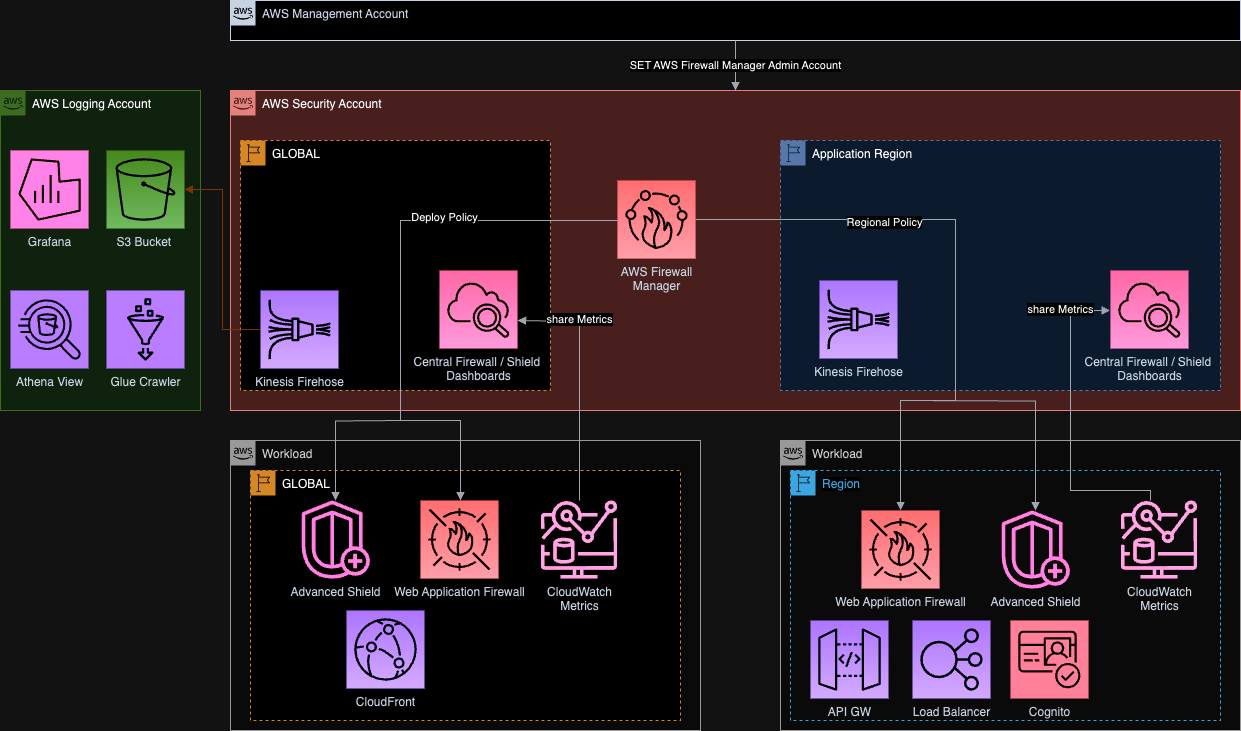 aws
AWS Management Account
SET AWS Firewall Manager Admin Account
aws
AWS Logging Account
Grafana
S3 Bucket
Athena View
Glue Crawler
aws
AWS Security Account
GLOBAL
Deploy Policy
Kinesis Firehose
Central Firewall / Shield
Dashboards
share Metrics
AWS Firewall
Manager
Application Region
Regional Policy
Kinesis Firehose
share Metrics
Central Firewall / Shield
Dashboards
aws
Workload
GLOBAL
Advanced Shield
Web Application Firewall
CloudWatch
Metrics
CloudFront
aws
Workload
Region
Web Application Firewall
Advanced Shield
CloudWatch
Metrics
</>
API GW
Load Balancer
Cognito